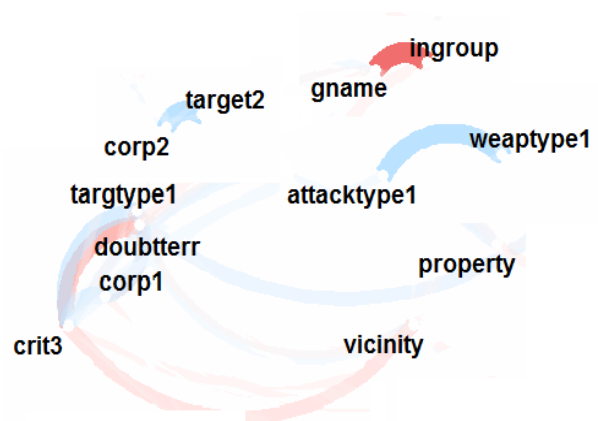 ingroup
gname
target2
weaptype1
corp2
targtype1
attacktype1
doubtterr
property
corp1
crit3
vicinity